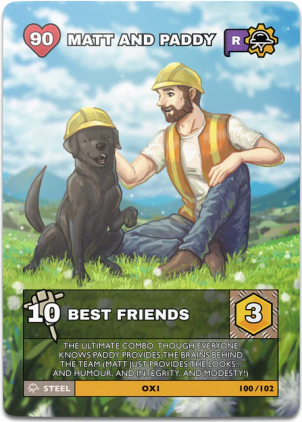 90 MATT AND PADDY R
10 BEST FRIENDS 3
THE ULTIMATE COMBO, THOUGH EVERYONE
KNOWS PADDY PROVIDES THE BRAINS BEHIND
THE TEAM (MATT JUST PROVIDES THE LOOKS,
AND HUMOUR, AND INTEGRITY, AND MODESTY!)
STEEL OX1 100/102